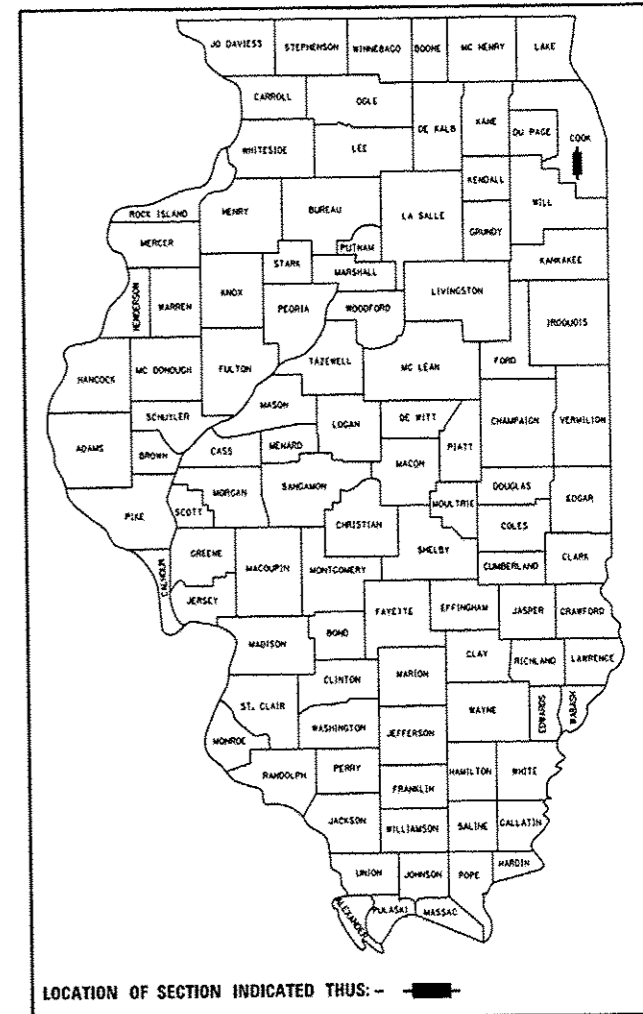 JO DAVIESS STEPHENSON WINNEBAGO BOONE MC HENRY LAKE
CARROLL OGLE DE KALB KANE DU PAGE COOK
WHITESIDE LEE KENDALL WILL
ROCK ISLAND HENRY BUREAU LA SALLE GRUNDY
MERCER PUTNAM KANKAKEE
STARK MARSHALL
HENDERSON WARREN KNOX PEORIA WOODFORD LIVINGSTON IROQUOIS
HANCOCK MC DONOUGH FULTON TAZEWELL MC LEAN FORD
SCHUYLER MASON LOGAN DE WITT CHAMPAIGN VERMILION
ADAMS BROWN CASS MENARD MACON PIATT
PIKE SCOTT MORGAN SANGAMON CHRISTIAN MOULTRIE DOUGLAS EDGAR
COLES
CALHOUN GREENE MACOUPIN MONTGOMERY SHELBY CUMBERLAND CLARK
JERSEY FAYETTE EFFINGHAM JASPER CRAWFORD
MADISON BOND CLAY RICHLAND LAWRENCE
CLINTON MARION
ST. CLAIR WAYNE EDWARDS WABASH
MONROE WASHINGTON JEFFERSON
RANDOLPH PERRY HAMILTON WHITE
FRANKLIN
JACKSON WILLIAMSON SALINE GALLATIN
UNION JOHNSON POPE HARDIN
ALEXANDER PULASKI MASSAC
LOCATION OF SECTION INDICATED THUS: -